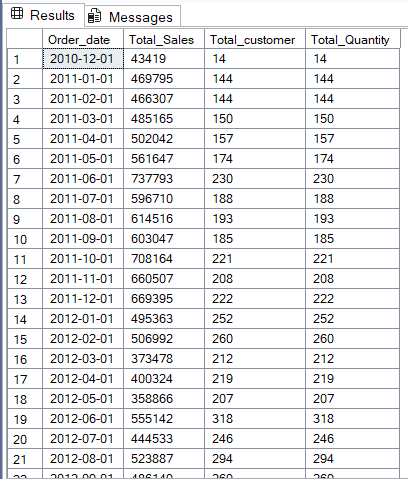 Results Messages
Order_date Total_Sales Total_customer Total_Quantity
1 2010-12-01 43419 14 14
2 2011-01-01 469795 144 144
3 2011-02-01 466307 144 144
4 2011-03-01 485165 150 150
5 2011-04-01 502042 157 157
6 2011-05-01 561647 174 174
7 2011-06-01 737793 230 230
8 2011-07-01 596710 188 188
9 2011-08-01 614516 193 193
10 2011-09-01 603047 185 185
11 2011-10-01 708164 221 221
12 2011-11-01 660507 208 208
13 2011-12-01 669395 222 222
14 2012-01-01 495363 252 252
15 2012-02-01 506992 260 260
16 2012-03-01 373478 212 212
17 2012-04-01 400324 219 219
18 2012-05-01 358866 207 207
19 2012-06-01 555142 318 318
20 2012-07-01 444533 246 246
21 2012-08-01 523887 294 294